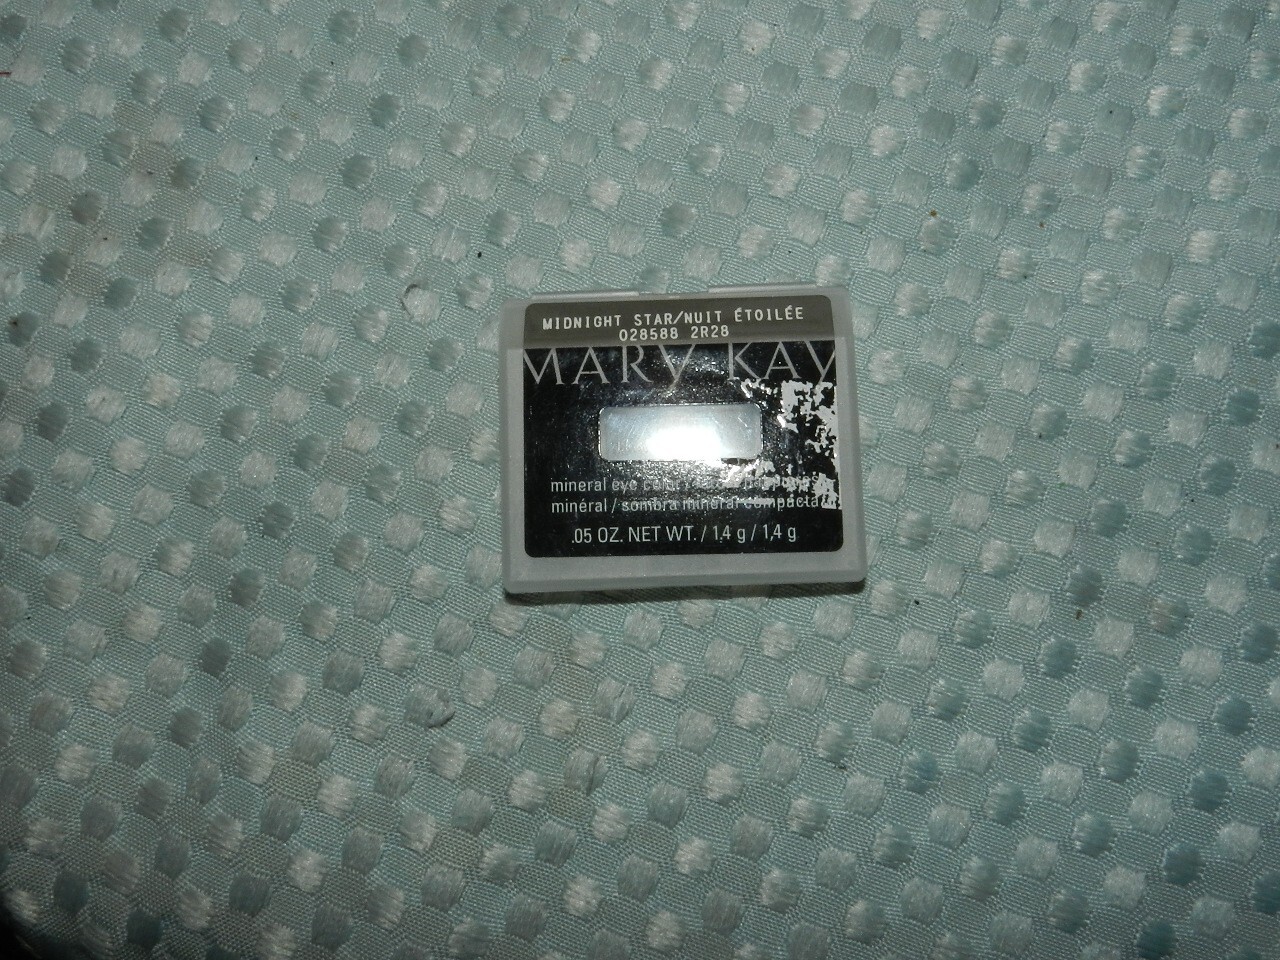 MIDNIGHT STAR/NUIT ÉTOILÉE
028588 2R28
MARY KAY
mineral eye color /
minéral / sombra mineral compacta
.05 OZ. NET WT. / 1.4 g / 1,4 g